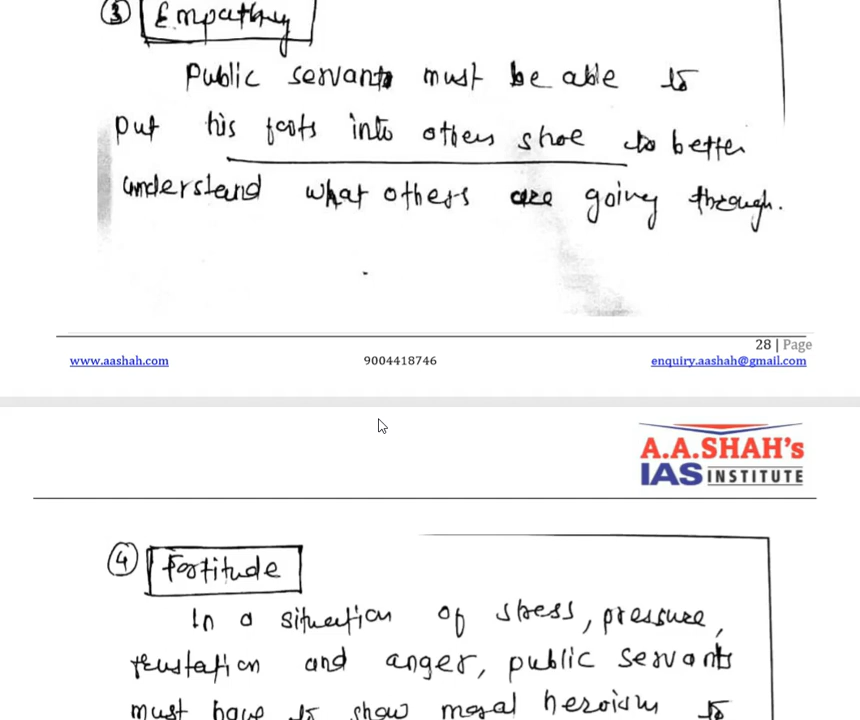 ③ Empathy
Public servants must be able to
put his foots into others shoe to better
understand what others are going through.
28 | Page
www.aashah.com 9004418746 enquiry.aashah@gmail.com
A.A.SHAH's
IAS INSTITUTE
④ Fortitude
In a situation of stress, pressure,
frustation and anger, public servants
must have to show moral heroism to